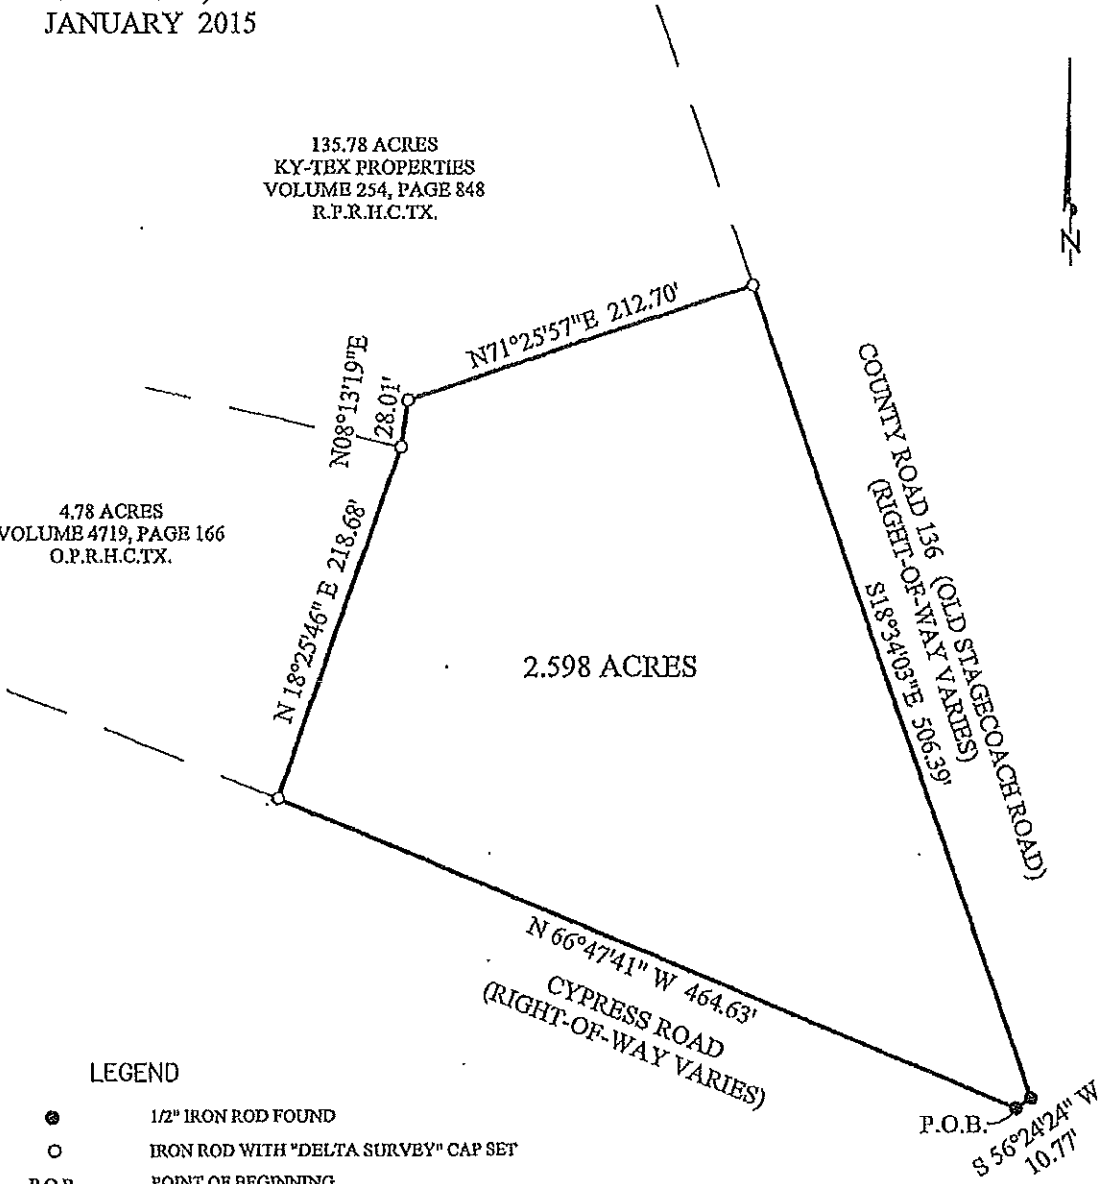 JANUARY 2015
135.78 ACRES
KY-TEX PROPERTIES
VOLUME 254, PAGE 848
R.P.R.H.C.TX.
N
N71°25'57"E 212.70'
N08°13'19"E
28.01'
4.78 ACRES
VOLUME 4719, PAGE 166
O.P.R.H.C.TX.
N 18°25'46" E 218.68'
2.598 ACRES
COUNTY ROAD 136 (OLD STAGECOACH ROAD)
(RIGHT-OF-WAY VARIES)
S18°34'03"E 506.39'
N 66°47'41" W 464.63'
CYPRESS ROAD
(RIGHT-OF-WAY VARIES)
P.O.B.
S 56°24'24" W
10.77'
LEGEND
1/2" IRON ROD FOUND
IRON ROD WITH "DELTA SURVEY" CAP SET
P.O.B. POINT OF BEGINNING